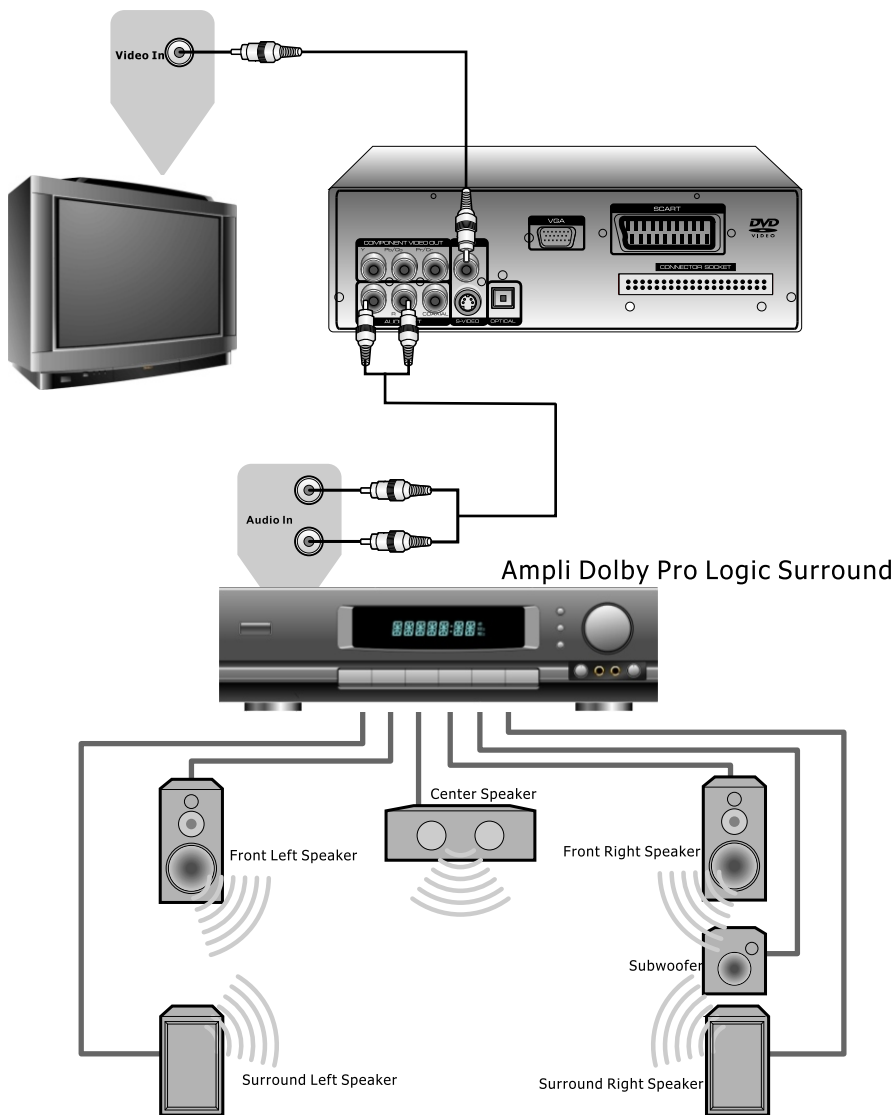 Video In
SCART
VGA
DVD
VIDEO
COMPONENT VIDEO OUT
Y
CONNECTOR SOCKET
R
COAXIAL
S-VIDEO
OPTICAL
Audio In
Ampli Dolby Pro Logic Surround
Center Speaker
Front Left Speaker
Front Right Speaker
Subwoofer
Surround Left Speaker
Surround Right Speaker